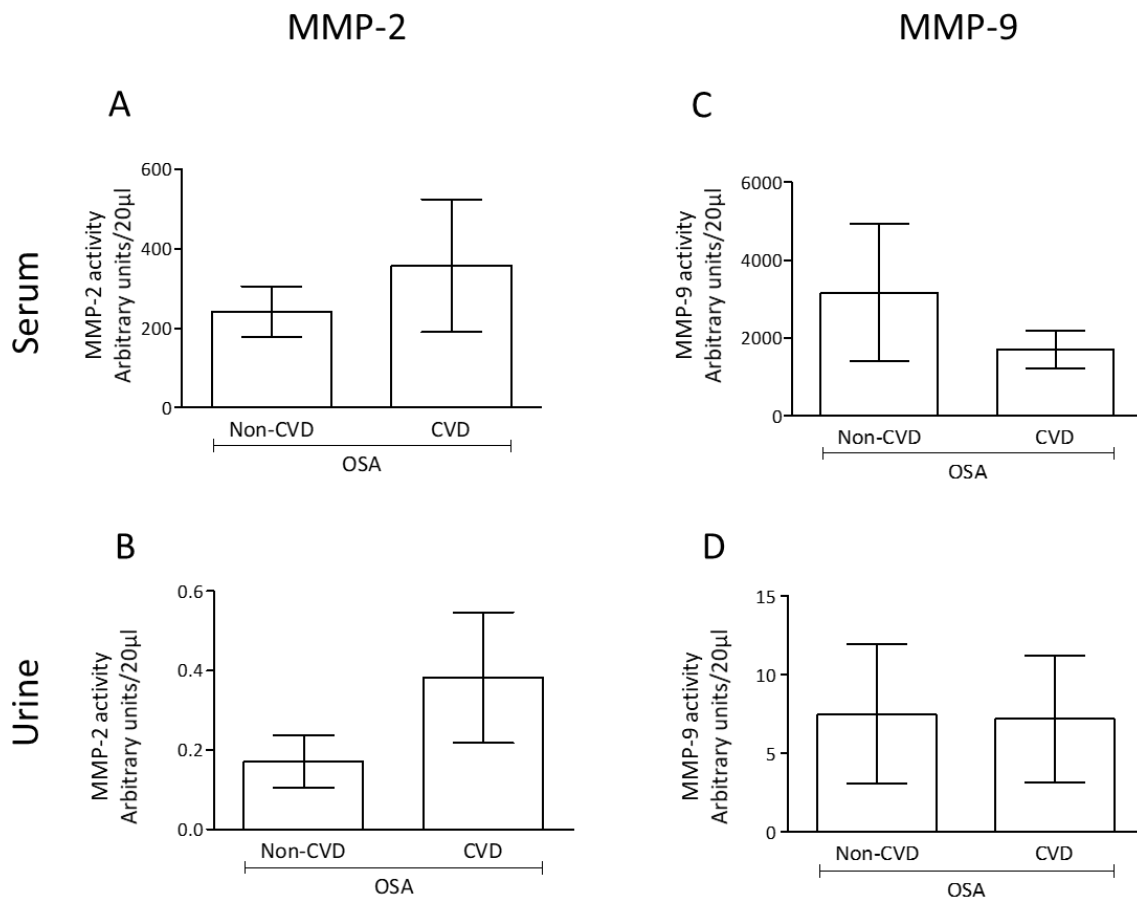 MMP-2
MMP-9
Serum
Urine
A
MMP-2 activity
Arbitrary units/20µl
600
400
200
0
Non-CVD
CVD
OSA
C
MMP-9 activity
Arbitrary units/20µl
6000
4000
2000
0
Non-CVD
CVD
OSA
B
MMP-2 activity
Arbitrary units/20µl
0.6
0.4
0.2
0.0
Non-CVD
CVD
OSA
D
MMP-9 activity
Arbitrary units/20µl
15
10
5
0
Non-CVD
CVD
OSA